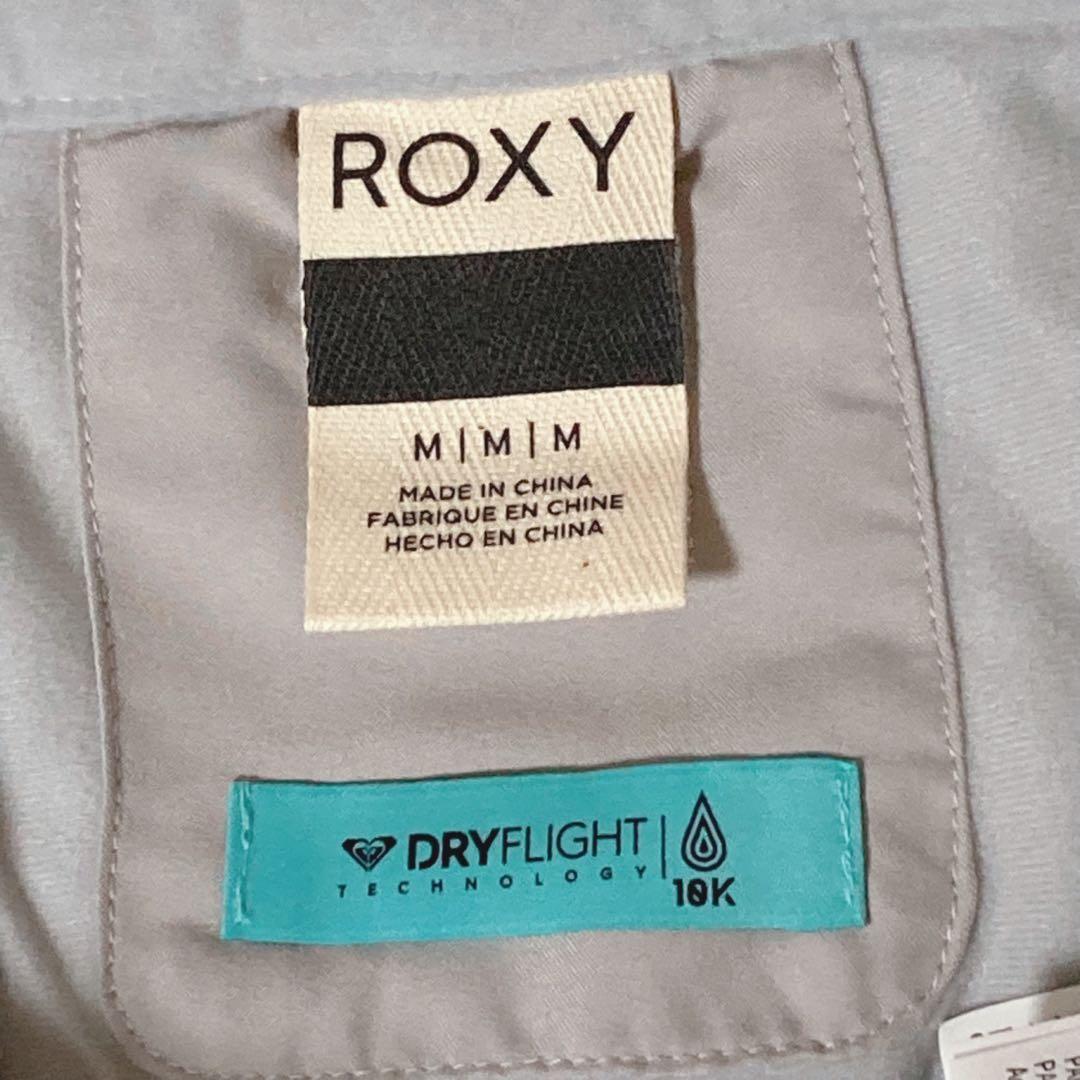 ROXY
M|M|M
MADE IN CHINA
FABRIQUE EN CHINE
HECHO EN CHINA
DRYFLIGHT
TECHNOLOGY
10K